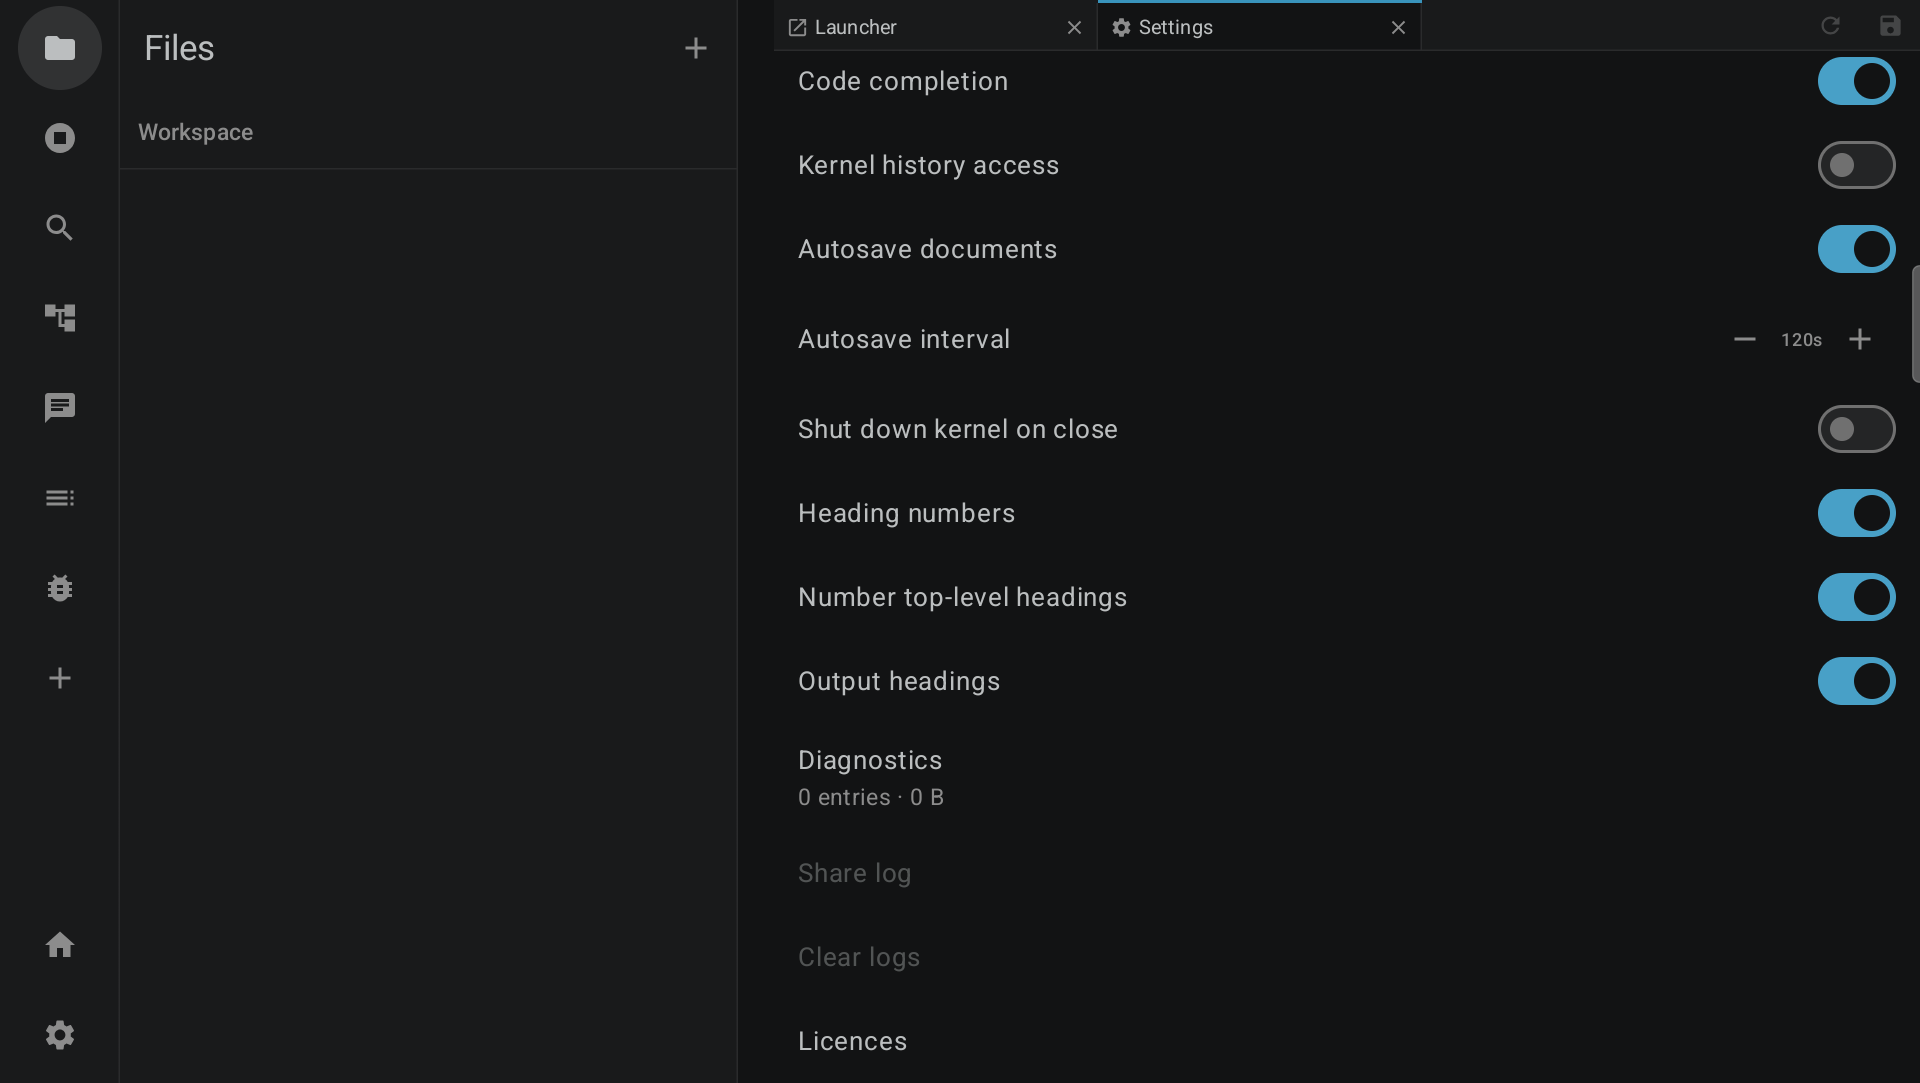 Files
Workspace
Launcher
Settings
Code completion
Kernel history access
Autosave documents
Autosave interval
120s
Shut down kernel on close
Heading numbers
Number top-level headings
Output headings
Diagnostics
0 entries · 0 B
Share log
Clear logs
Licences